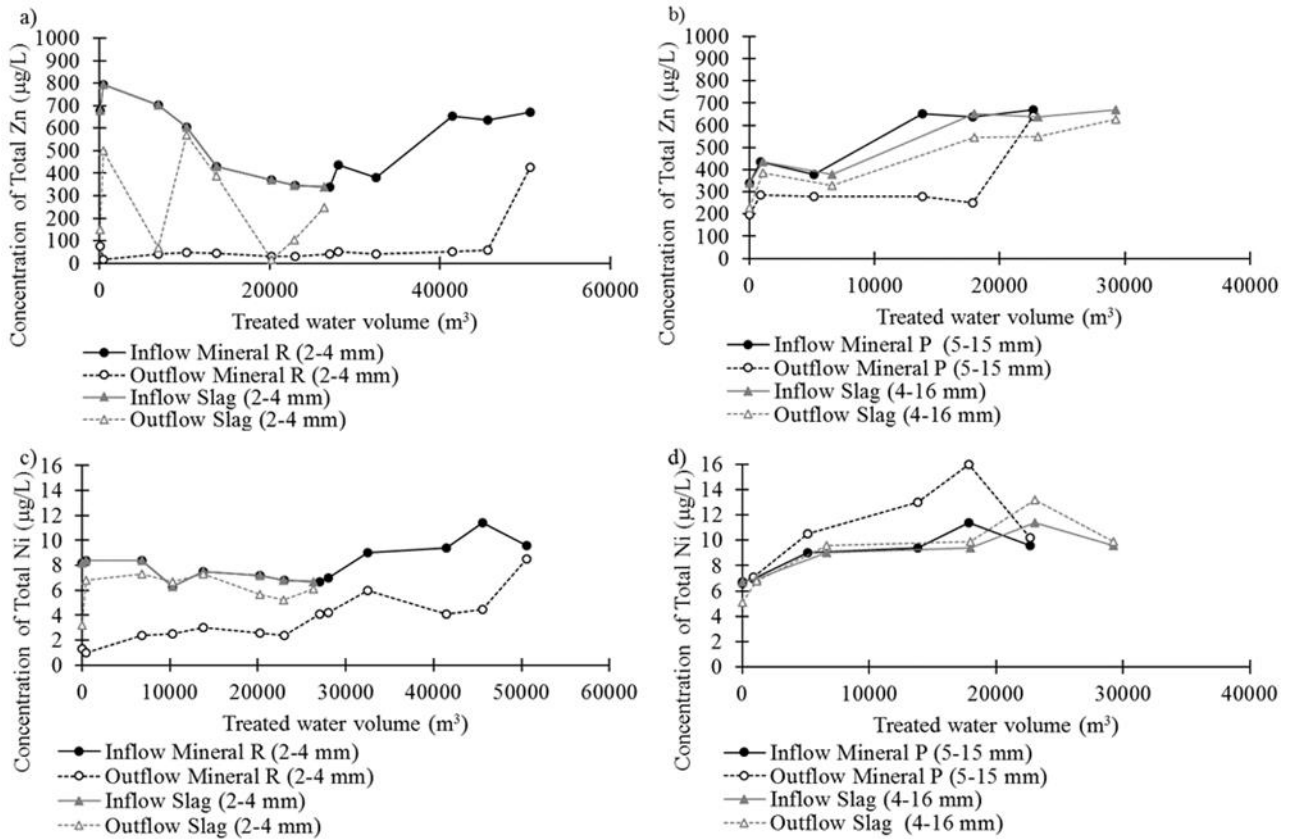 a)
Concentration of Total Zn (µg/L)
1000
900
800
700
600
500
400
300
200
100
0
0 20000 40000 60000
Treated water volume (m³)
Inflow Mineral R (2-4 mm)
Outflow Mineral R (2-4 mm)
Inflow Slag (2-4 mm)
Outflow Slag (2-4 mm)
b)
Concentration of Total Zn (µg/L)
1000
900
800
700
600
500
400
300
200
100
0
0 10000 20000 30000 40000
Treated water volume (m³)
Inflow Mineral P (5-15 mm)
Outflow Mineral P (5-15 mm)
Inflow Slag (4-16 mm)
Outflow Slag (4-16 mm)
c)
Concentration of Total Ni (µg/L)
16
14
12
10
8
6
4
2
0
0 10000 20000 30000 40000 50000 60000
Treated water volume (m³)
Inflow Mineral R (2-4 mm)
Outflow Mineral R (2-4 mm)
Inflow Slag (2-4 mm)
Outflow Slag (2-4 mm)
d)
Concentration of Total Ni (µg/L)
16
14
12
10
8
6
4
2
0
0 10000 20000 30000 40000
Treated water volume (m³)
Inflow Mineral P (5-15 mm)
Outflow Mineral P (5-15 mm)
Inflow Slag (4-16 mm)
Outflow Slag (4-16 mm)